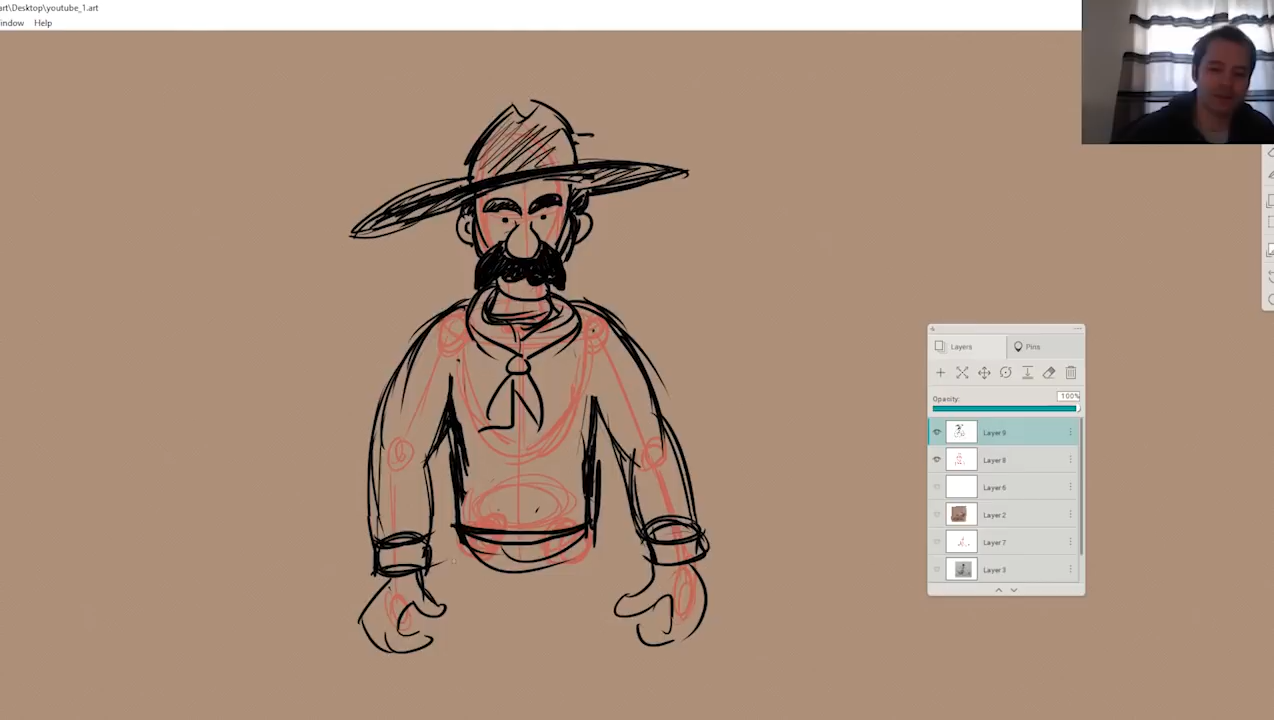 art\Desktop\youtube_1.art
indow Help
Layers Pins
Opacity: 100%
Layer 9
Layer 8
Layer 6
Layer 2
Layer 7
Layer 3